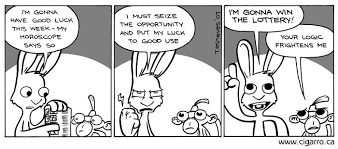 I'M GONNA
HAVE GOOD LUCK
THIS WEEK - MY
HOROSCOPE
SAYS SO
I MUST SEIZE
THE OPPORTUNITY
AND PUT MY LUCK
TO GOOD USE
I'M GONNA WIN
THE LOTTERY!
YOUR LOGIC
FRIGHTENS ME
www.cigarro.ca